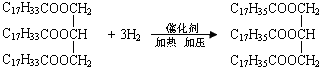 C₁₇H₃₃COOCH₂ C₁₇H₃₅COOCH₂
C₁₇H₃₃COOCH + 3H₂ 催化剂 加热 加压 C₁₇H₃₅COOCH
C₁₇H₃₃COOCH₂ C₁₇H₃₅COOCH₂